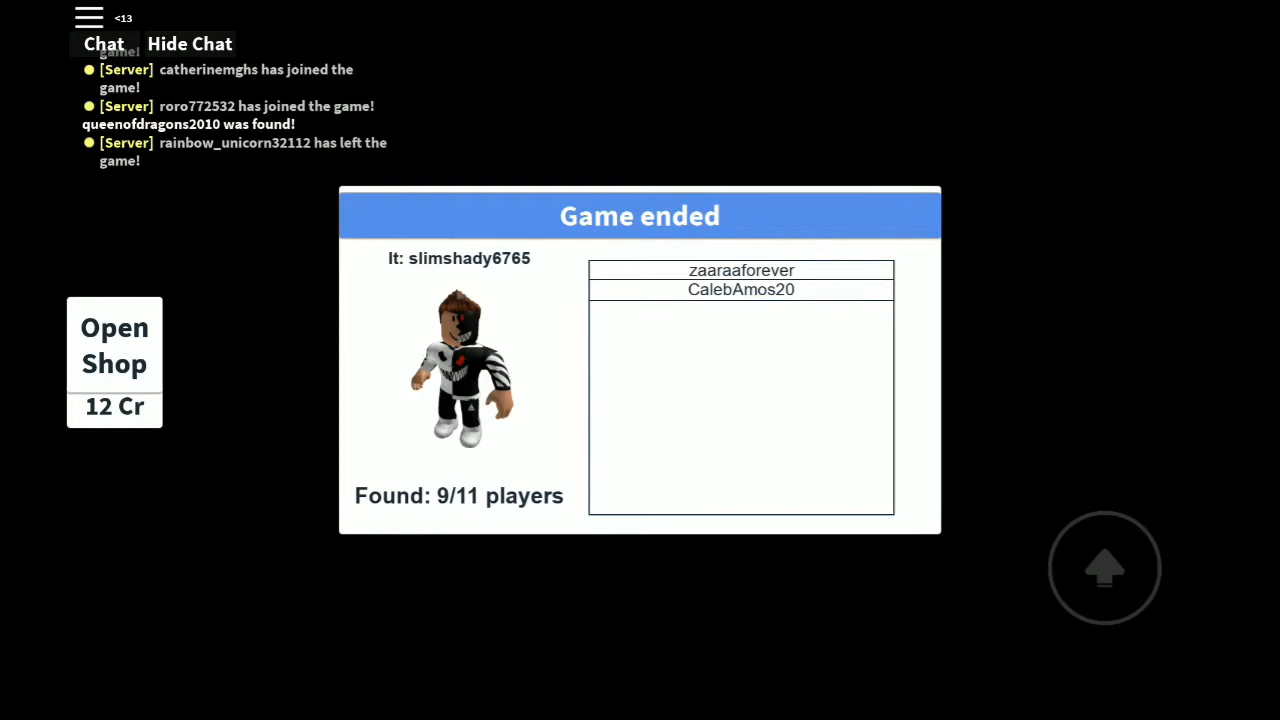 <13
Chat Hide Chat
game!
[Server] catherinemghs has joined the
game!
[Server] roro772532 has joined the game!
queenofdragons2010 was found!
[Server] rainbow_unicorn32112 has left the
game!
Game ended
It: slimshady6765
zaaraaforever
CalebAmos20
Open
Shop
12 Cr
Found: 9/11 players